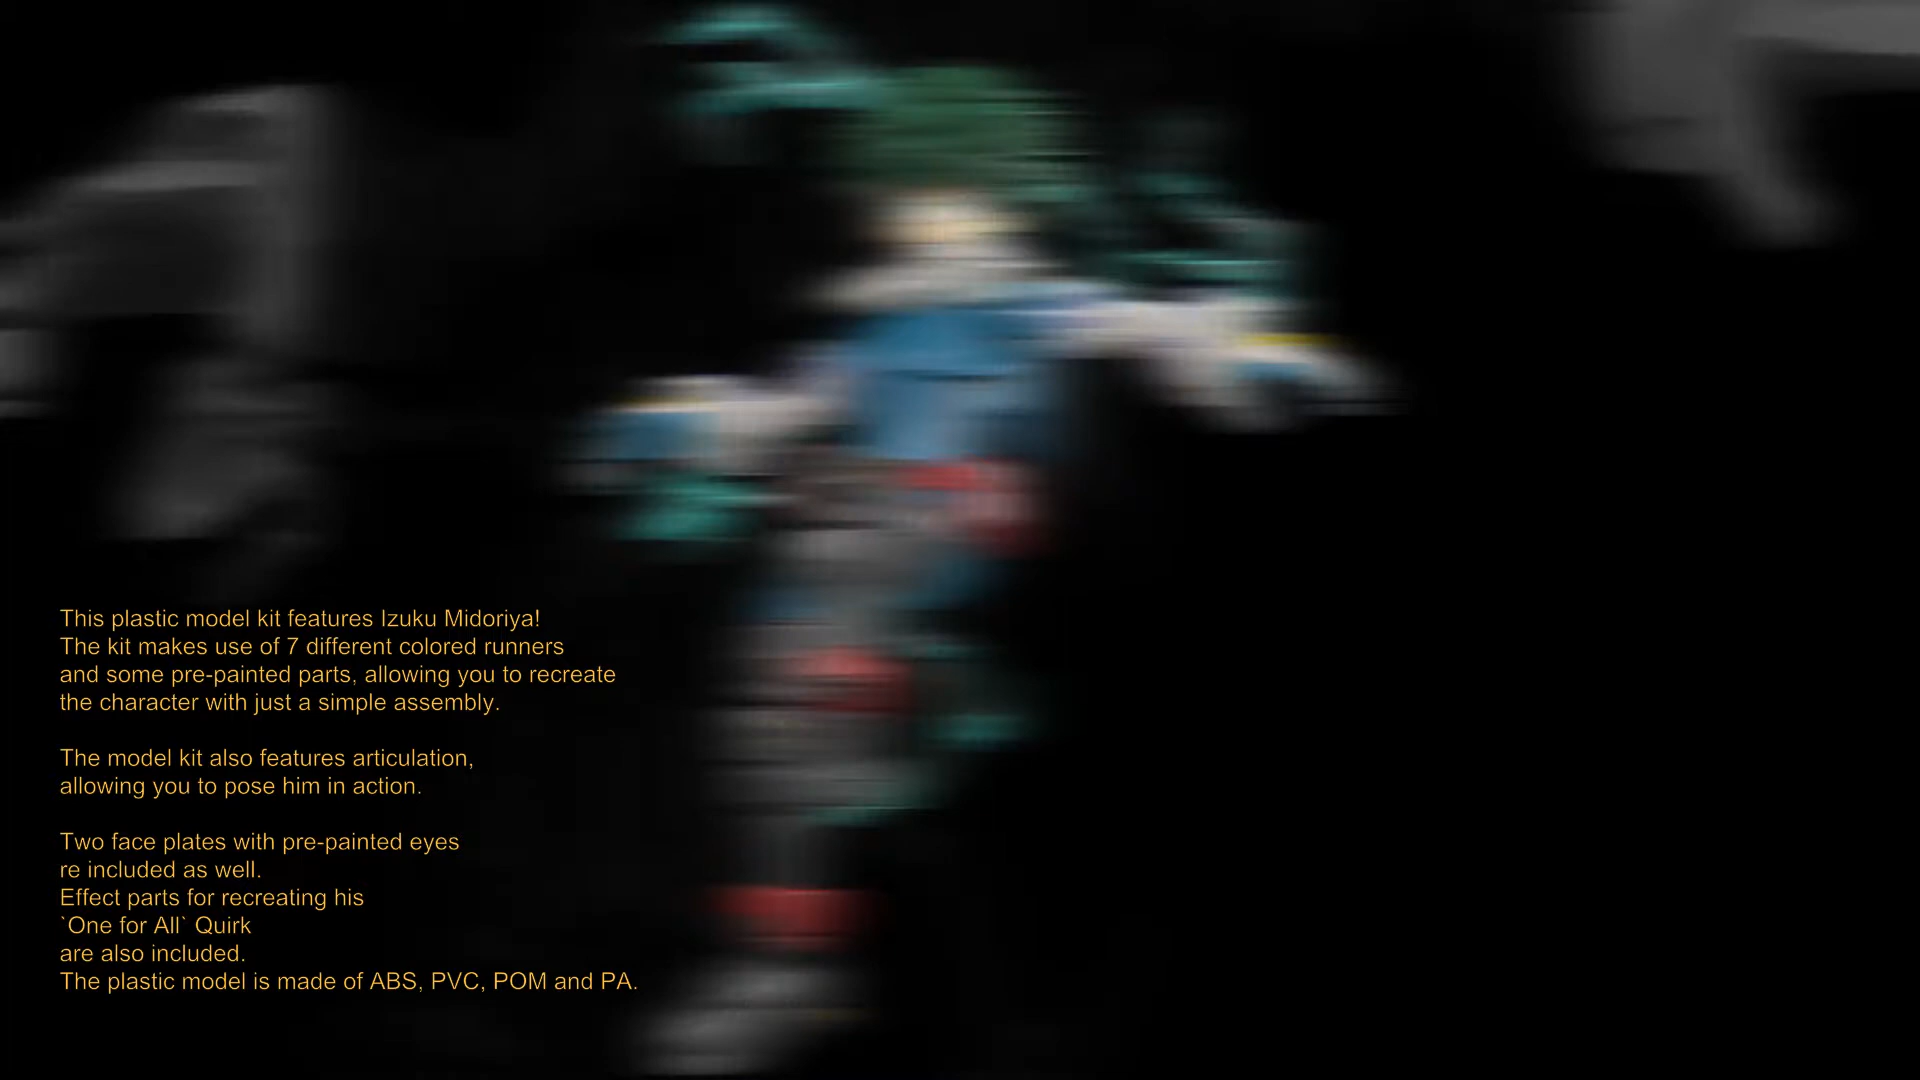 This plastic model kit features Izuku Midoriya!
The kit makes use of 7 different colored runners
and some pre-painted parts, allowing you to recreate
the character with just a simple assembly.
The model kit also features articulation,
allowing you to pose him in action.
Two face plates with pre-painted eyes
re included as well.
Effect parts for recreating his
`One for All` Quirk
are also included.
The plastic model is made of ABS, PVC, POM and PA.